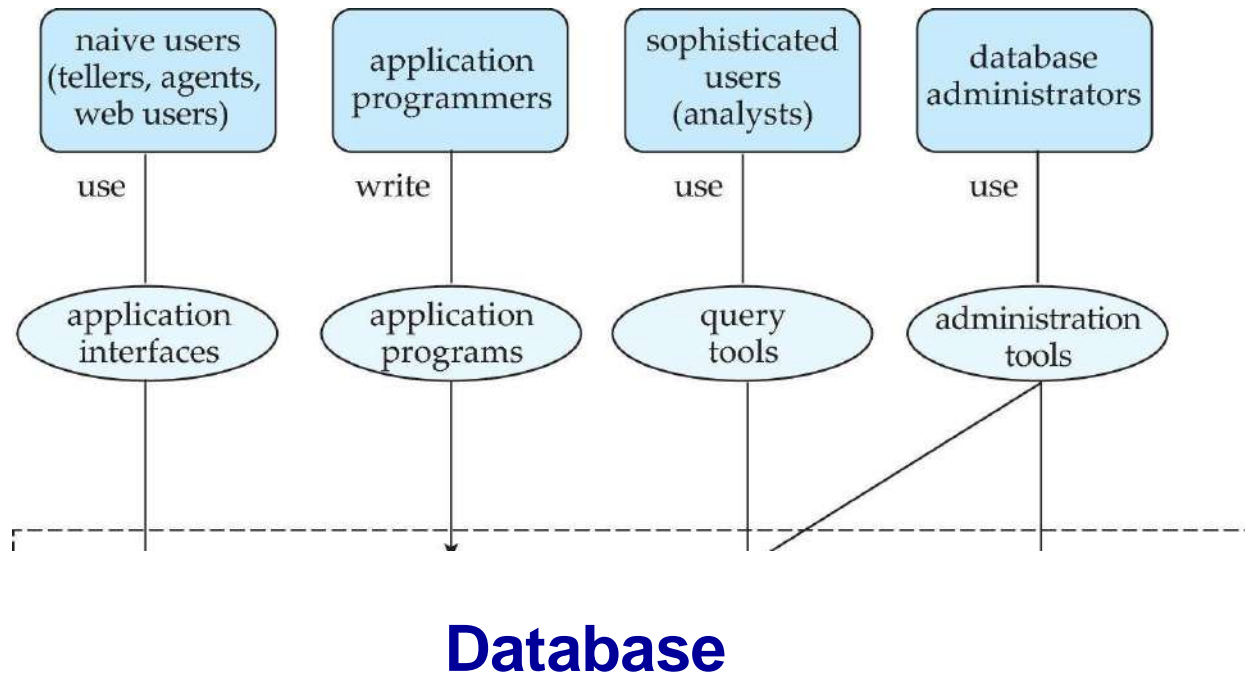 naive users
(tellers, agents,
web users)
application
programmers
sophisticated
users
(analysts)
database
administrators
use
write
use
use
application
interfaces
application
programs
query
tools
administration
tools
Database